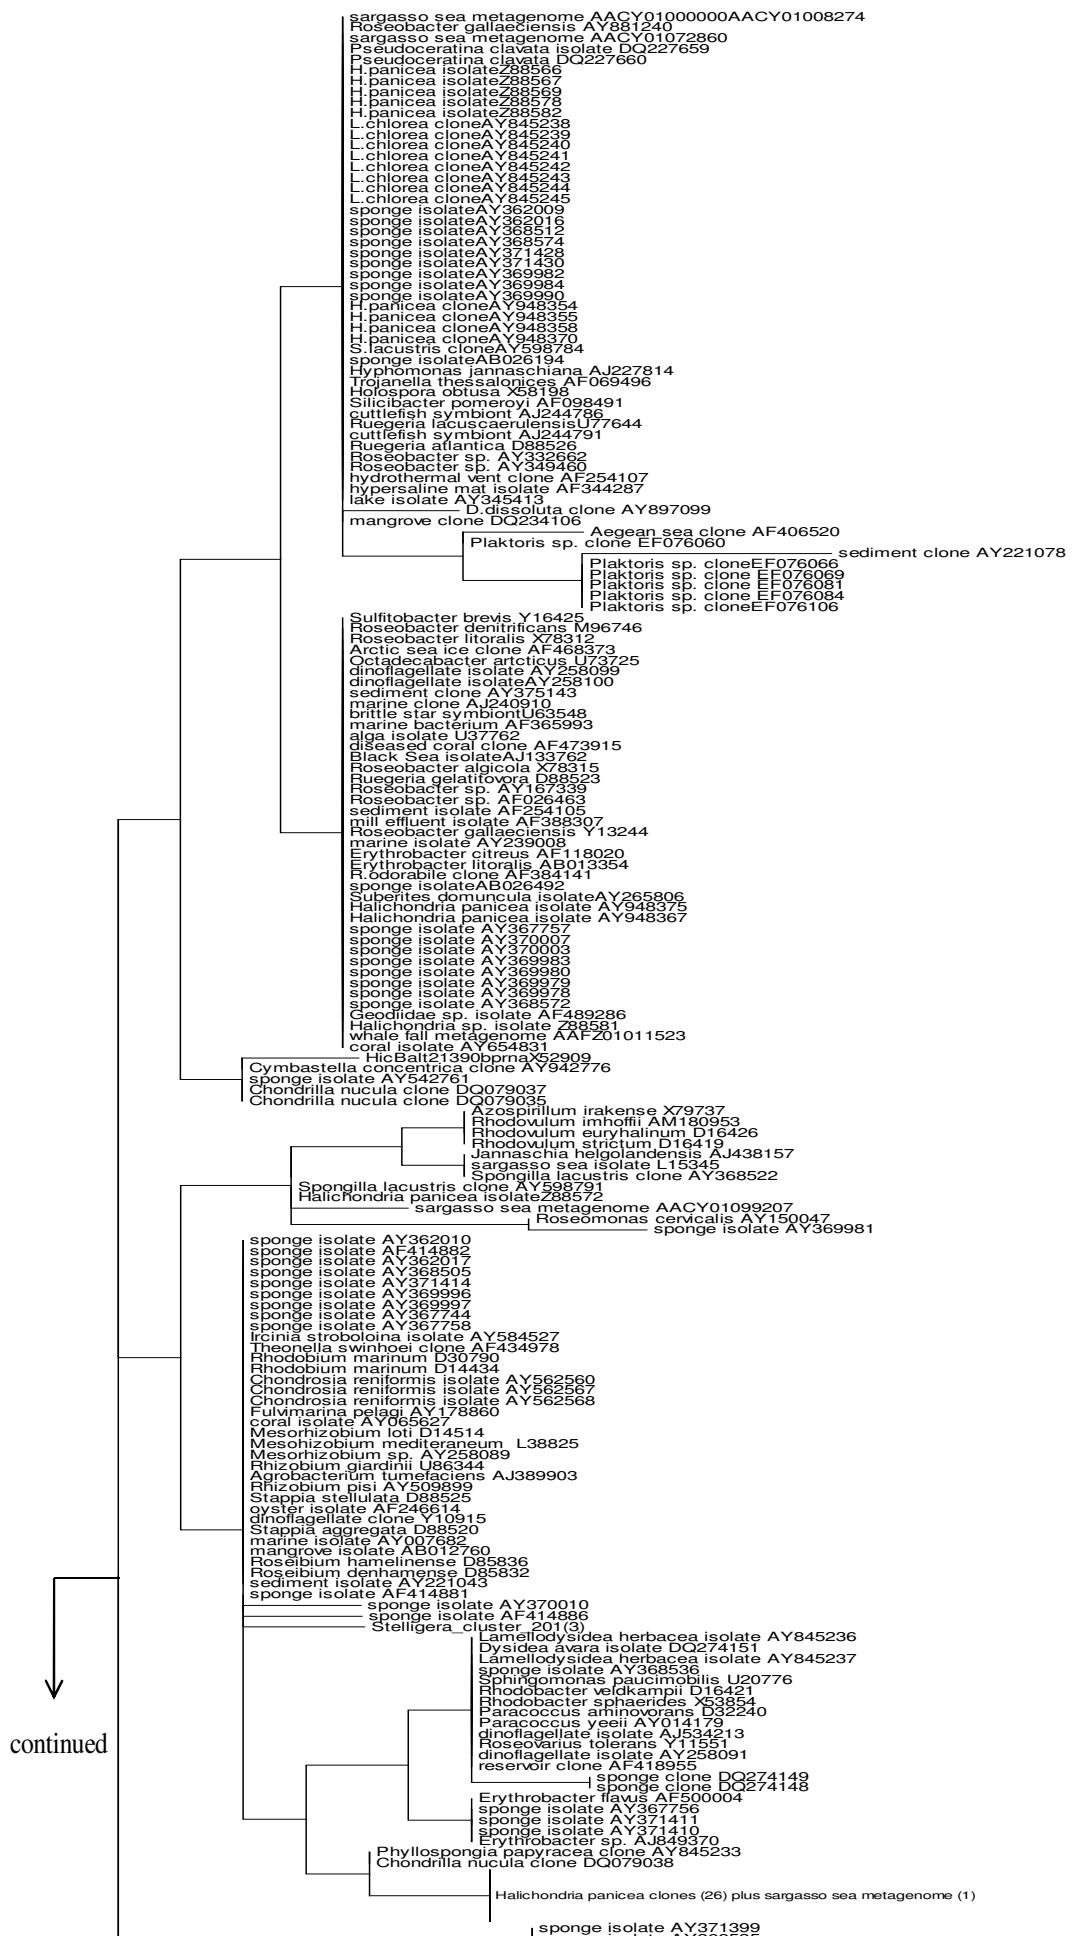 sargasso sea metagenome AACY01000000AACY01008274
Roseobacter gallaeciensis AY881240
sargasso sea metagenome AACY01072860
Pseudoceratina clavata isolate DQ227659
Pseudoceratina clavata DQ227660
H.panicea isolateZ88566
H.panicea isolateZ88567
H.panicea isolateZ88569
H.panicea isolateZ88578
H.panicea isolateZ88582
L.chlorea cloneAY845238
L.chlorea cloneAY845239
L.chlorea cloneAY845240
L.chlorea cloneAY845241
L.chlorea cloneAY845242
L.chlorea cloneAY845243
L.chlorea cloneAY845244
L.chlorea cloneAY845245
sponge isolateAY362009
sponge isolateAY362016
sponge isolateAY368512
sponge isolateAY368574
sponge isolateAY371428
sponge isolateAY371430
sponge isolateAY369982
sponge isolateAY369984
sponge isolateAY369990
H.panicea cloneAY948354
H.panicea cloneAY948355
H.panicea cloneAY948358
H.panicea cloneAY948370
S.lacustris cloneAY598784
sponge isolateAB026194
Hyphomonas jannaschiana AJ227814
Trojanella thessalonices AF069496
Holospora obtusa X58198
Silicibacter pomeroyi AF098491
cuttlefish symbiont AJ244786
Ruegeria lacuscaerulensisU77644
cuttlefish symbiont AJ244791
Ruegeria atlantica D88526
Roseobacter sp. AY332662
Roseobacter sp. AY349460
hydrothermal vent clone AF254107
hypersaline mat isolate AF344287
lake isolate AY345413
D.dissoluta clone AY897099
mangrove clone DQ234106
Aegean sea clone AF406520
Plaktoris sp. clone EF076060
sediment clone AY221078
Plaktoris sp. cloneEF076066
Plaktoris sp. clone EF076069
Plaktoris sp. clone EF076081
Plaktoris sp. clone EF076084
Plaktoris sp. cloneEF076106
Sulfitobacter brevis Y16425
Roseobacter denitrificans M96746
Roseobacter litoralis X78312
Arctic sea ice clone AF468373
Octadecabacter artcticus U73725
dinoflagellate isolate AY258099
dinoflagellate isolateAY258100
sediment clone AY375143
marine clone AJ240910
brittle star symbiontU63548
marine bacterium AF365993
alga isolate U37762
diseased coral clone AF473915
Black Sea isolateAJ133762
Roseobacter algicola X78315
Ruegeria gelatitovora D88523
Roseobacter sp. AY167339
Roseobacter sp. AF026463
sediment isolate AF254105
mill effluent isolate AF388307
Roseobacter gallaeciensis Y13244
marine isolate AY239008
Erythrobacter citreus AF118020
Erythrobacter litoralis AB013354
R.odorabile clone AF384141
sponge isolateAB026492
Suberites domuncula isolateAY265806
Halichondria panicea isolate AY948375
Halichondria panicea isolate AY948367
sponge isolate AY367757
sponge isolate AY370007
sponge isolate AY370003
sponge isolate AY369983
sponge isolate AY369980
sponge isolate AY369979
sponge isolate AY369978
sponge isolate AY368572
Geodiidae sp. isolate AF489286
Halichondria sp. isolate Z88581
whale fall metagenome AAFZ01011523
coral isolate AY654831
HicBalt21390bprnaX52909
Cymbastella concentrica clone AY942776
sponge isolate AY542761
Chondrilla nucula clone DQ079037
Chondrilla nucula clone DQ079035
Azospirillum irakense X79737
Rhodovulum imhoffii AM180953
Rhodovulum euryhalinum D16426
Rhodovulum strictum D16419
Jannaschia helgolandensis AJ438157
sargasso sea isolate L15345
Spongilla lacustris clone AY368522
Spongilla lacustris clone AY598791
Halichondria panicea isolateZ88572
sargasso sea metagenome AACY01099207
Roseomonas cervicalis AY150047
sponge isolate AY369981
sponge isolate AY362010
sponge isolate AF414882
sponge isolate AY362017
sponge isolate AY368505
sponge isolate AY371414
sponge isolate AY369996
sponge isolate AY369997
sponge isolate AY367744
sponge isolate AY367758
Ircinia stroboloina isolate AY584527
Theonella swinhoei clone AF434978
Rhodobium marinum D30790
Rhodobium marinum D14434
Chondrosia reniformis isolate AY562560
Chondrosia reniformis isolate AY562567
Chondrosia reniformis isolate AY562568
Fulvimarina pelagi AY178860
coral isolate AY065627
Mesorhizobium loti D14514
Mesohizobium mediteraneum L38825
Mesorhizobium sp. AY258089
Rhizobium giardinii U86344
Agrobacterium tumefaciens AJ389903
Rhizobium pisi AY509899
Stappia stellulata D88525
oyster isolate AF246614
dinoflagellate clone Y10915
Stappia aggregata D88520
marine isolate AY007682
mangrove isolate AB012760
Roseibium hamelinense D85836
Roseibium denhamense D85832
sediment isolate AY221043
sponge isolate AF414881
sponge isolate AY370010
sponge isolate AF414886
Stelligera_cluster_201(3)
Lamellodysidea herbacea isolate AY845236
Dysidea avara isolate DQ274151
Lamellodysidea herbacea isolate AY845237
sponge isolate AY368536
Sphingomonas paucimobilis U20776
Rhodobacter veldkampii D16421
Rhodobacter sphaerides X53854
Paracoccus aminovorans D32240
Paracoccus yeeii AY014179
dinoflagellate isolate AJ534213
Roseovarius tolerans Y11551
dinoflagellate isolate AY258091
reservoir clone AF418955
sponge clone DQ274149
sponge clone DQ274148
Erythrobacter flavus AF500004
sponge isolate AY367756
sponge isolate AY371411
sponge isolate AY371410
Erythrobacter sp. AJ849370
continued
Phyllospongia papyracea clone AY845233
Chondrilla nucula clone DQ079038
Halichondria panicea clones (26) plus sargasso sea metagenome (1)
sponge isolate AY371399